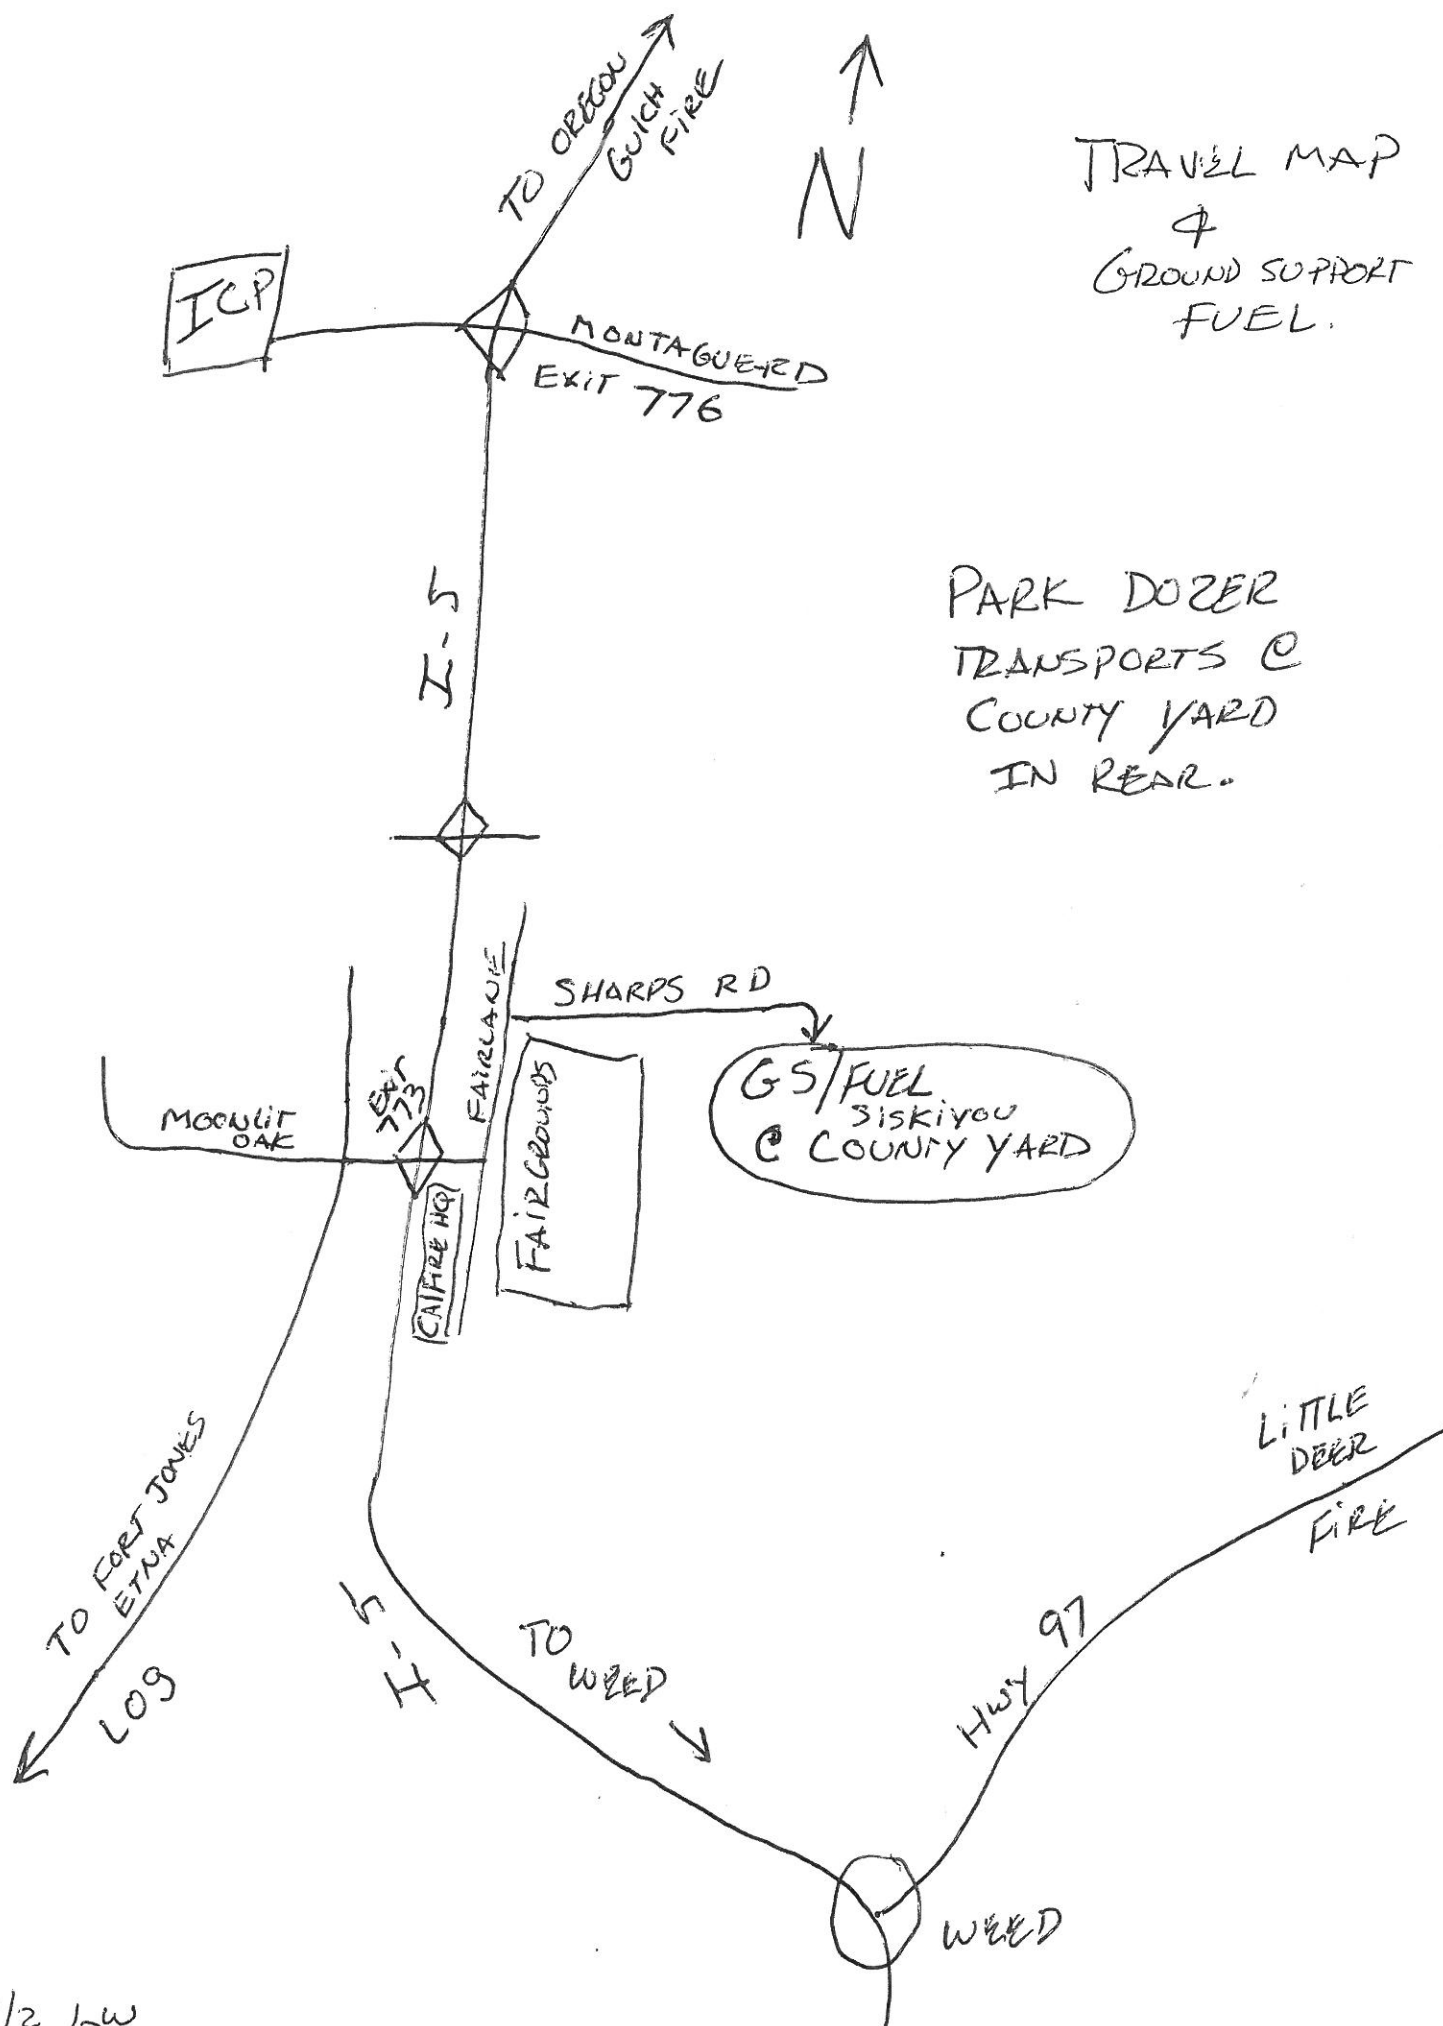 TO OREGON
GULCH
FIRE
N
TRAVEL MAP
&
GROUND SUPPORT
FUEL.
ICP
MONTAGUE RD
EXIT 776
I-5
PARK DOZER
TRANSPORTS @
COUNTY YARD
IN REAR.
FAIRLANE
SHARPS RD
EXIT
773
MOONLIT
OAK
GS/FUEL
SISKIYOU
@ COUNTY YARD
FAIRGROUNDS
CALFIRE HQ
LITTLE
DEER
FIRE
TO FORT JONES
ETNA
LOG
I-5
TO
WEED
HWY 97
WEED